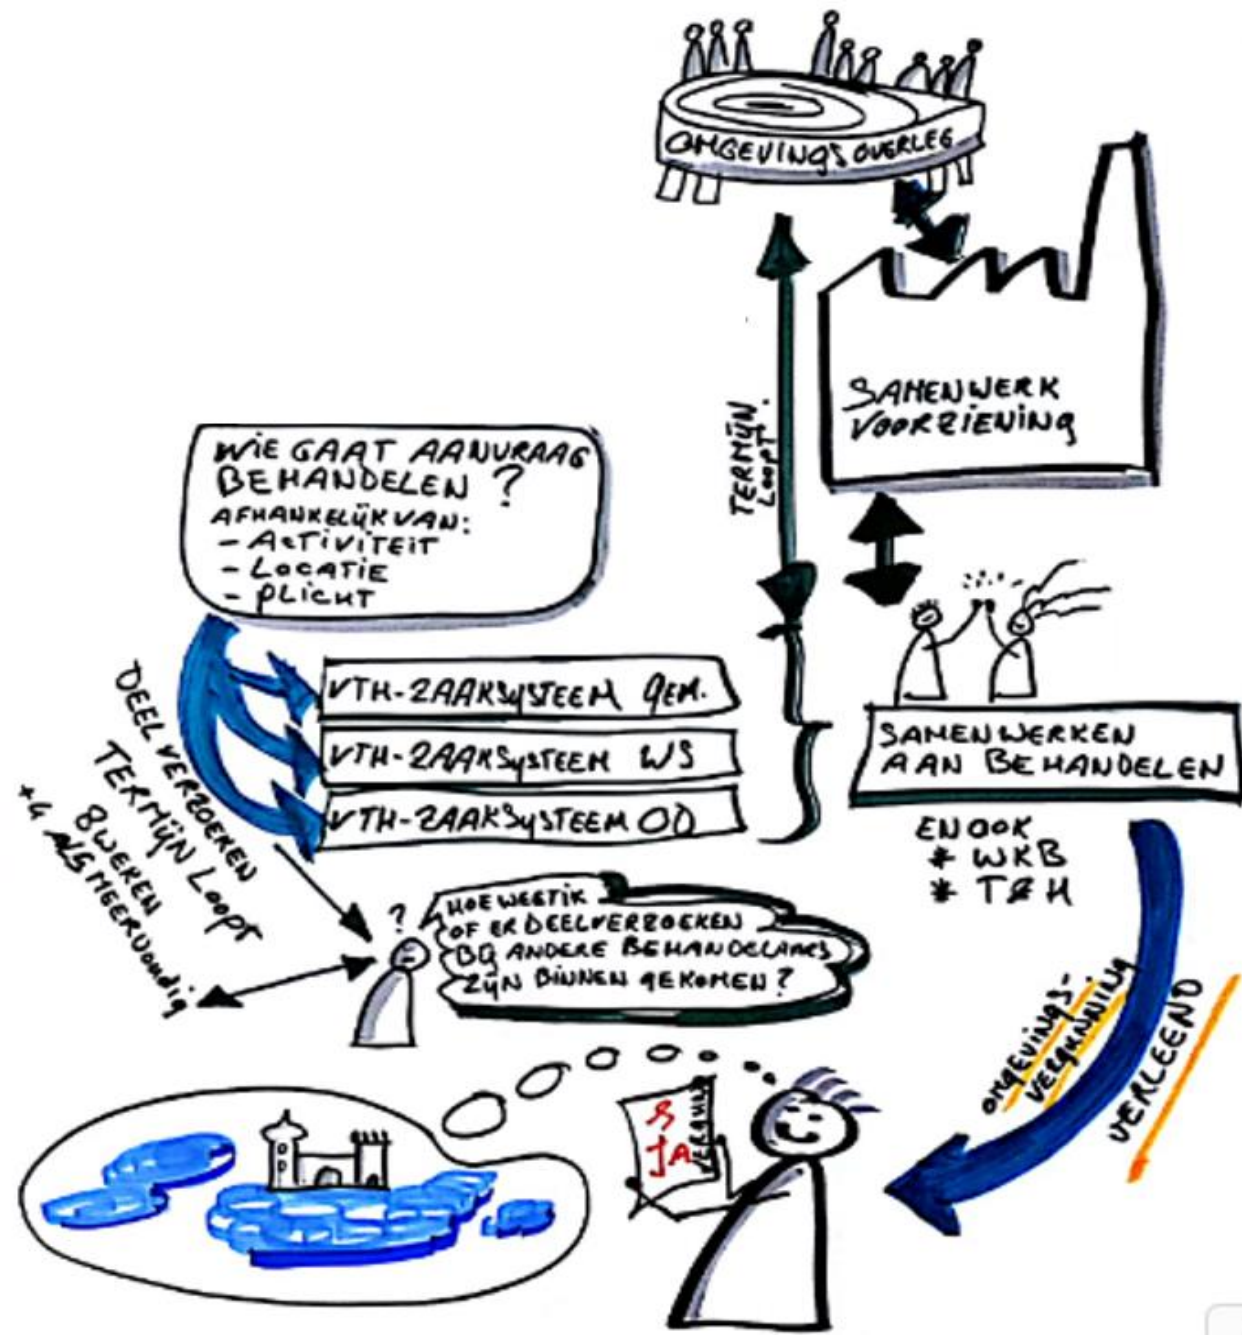 OMGEVINGSOVERLEG
SAMENWERK
VOORZIENING
TERMIJN
LOOPT.
WIE GAAT AANVRAAG
BEHANDELEN ?
AFHANKELIJK VAN:
- ACTIVITEIT
- LOCATIE
- PLICHT
VTH-ZAAKSYSTEEM GEM.
VTH-ZAAKSYSTEEM WS
VTH-ZAAKSYSTEEM OD
DEELVERZOEKEN
TERMIJN LOOPT
8 WEKEN
+4 ALS MEERVOUDIG
SAMENWERKEN
AAN BEHANDELEN
EN OOK
* WKB
* T&H
?
HOE WEET IK
OF ER DEELVERZOEKEN
BIJ ANDERE BEHANDELAARS
ZIJN BINNEN GEKOMEN ?
OMGEVINGS-
VERGUNNING
VERLEEND
JA